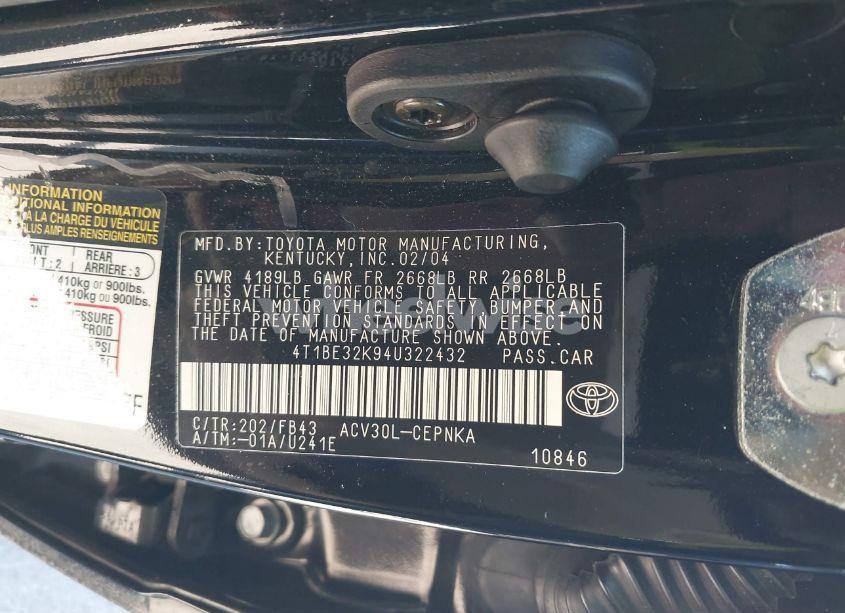 INFORMATION
ADDITIONAL INFORMATION
A LA CHARGE DU VEHICULE
PLUS AMPLES RENSEIGNEMENTS
REAR
ARRIÈRE: 3
410kg or 900lbs.
410kg ou 900lbs.
MFD.BY:TOYOTA MOTOR MANUFACTURING,
KENTUCKY,INC.02/04
GVWR 4189LB GAWR FR 2668LB RR 2668LB
THIS VEHICLE CONFORMS TO ALL APPLICABLE
FEDERAL MOTOR VEHICLE SAFETY, BUMPER,AND
THEFT PREVENTION STANDARDS IN EFFECT ON
THE DATE OF MANUFACTURE SHOWN ABOVE.
4T1BE32K94U322432 PASS.CAR
C/TR:202/FB43 ACV30L-CEPNKA
A/TM:-01A/U241E
10846